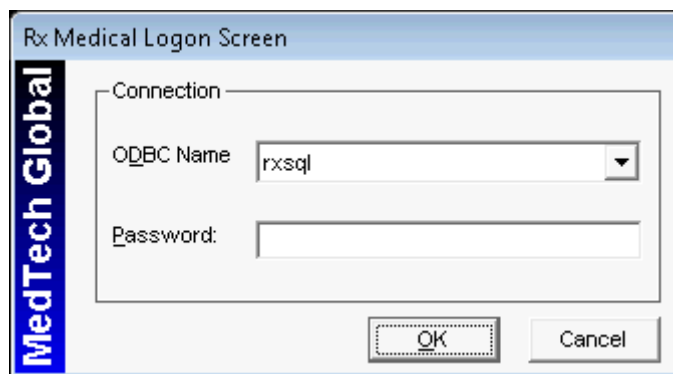 Rx Medical Logon Screen
MedTech Global
Connection
ODBC Name
rxsql
Password:
OK
Cancel